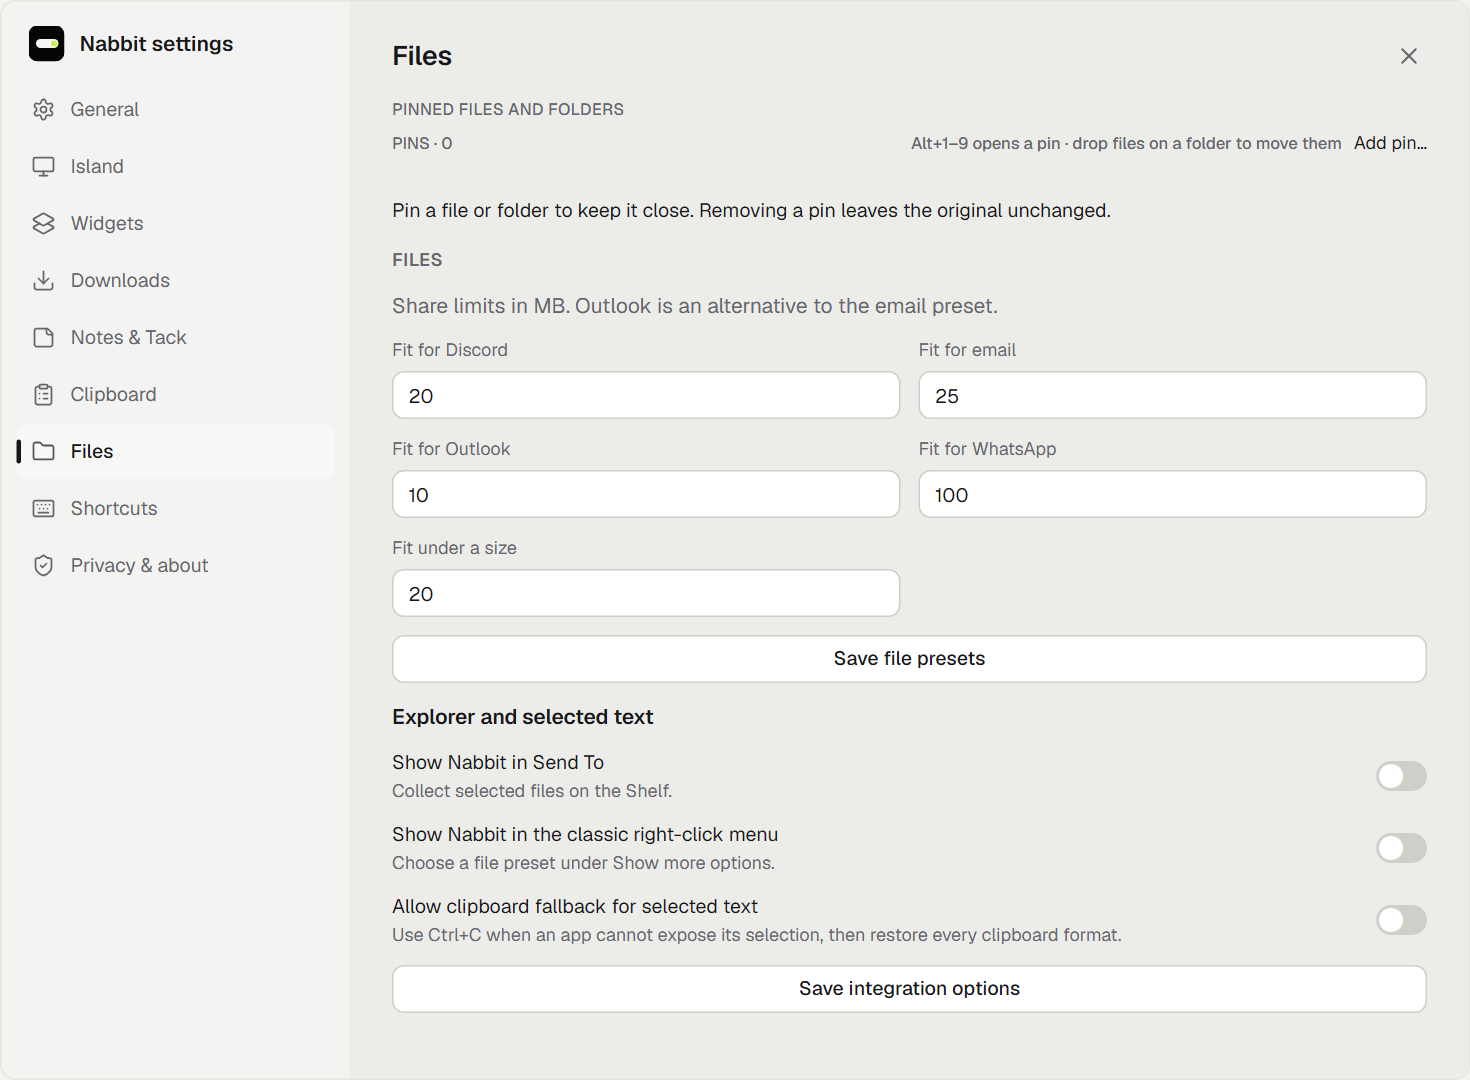 Nabbit settings
General
Island
Widgets
Downloads
Notes & Tack
Clipboard
Files
Shortcuts
Privacy & about
Files
PINNED FILES AND FOLDERS
PINS · 0
Alt+1–9 opens a pin · drop files on a folder to move them
Add pin...
Pin a file or folder to keep it close. Removing a pin leaves the original unchanged.
FILES
Share limits in MB. Outlook is an alternative to the email preset.
Fit for Discord
Fit for email
20
25
Fit for Outlook
Fit for WhatsApp
10
100
Fit under a size
20
Save file presets
Explorer and selected text
Show Nabbit in Send To
Collect selected files on the Shelf.
Show Nabbit in the classic right-click menu
Choose a file preset under Show more options.
Allow clipboard fallback for selected text
Use Ctrl+C when an app cannot expose its selection, then restore every clipboard format.
Save integration options